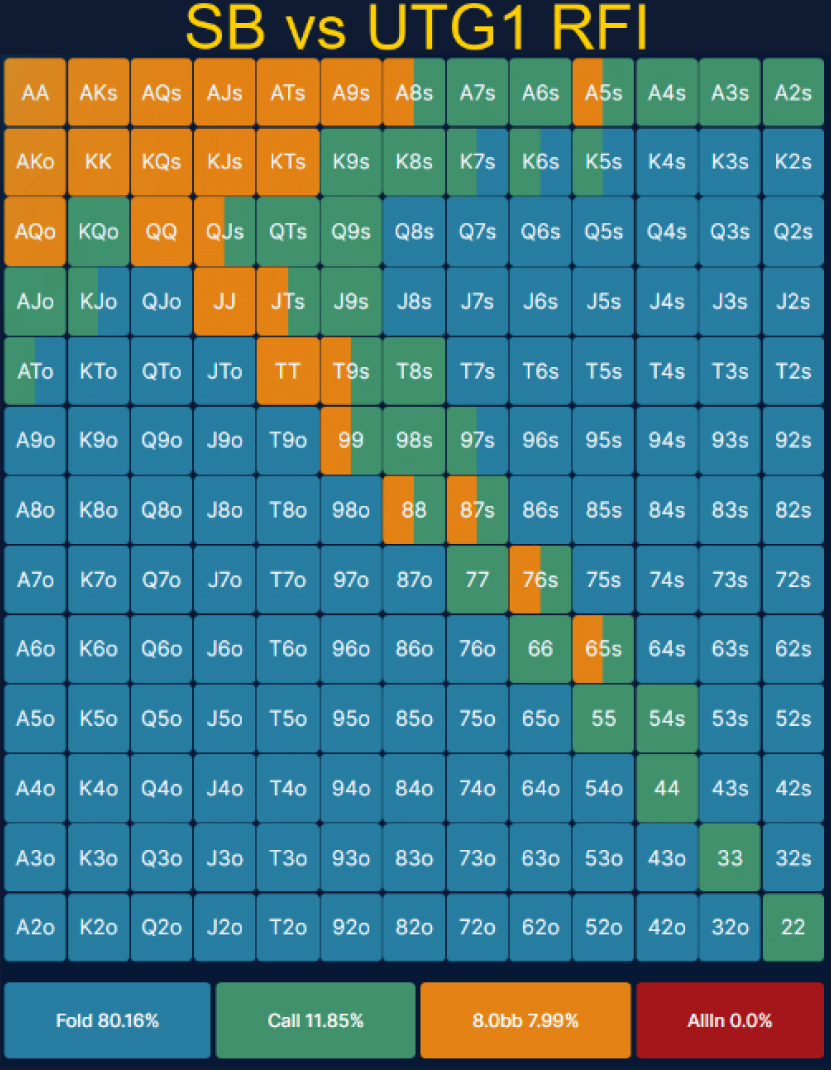 SB vs UTG1 RFI
AA AKs AQs AJs ATs A9s A8s A7s A6s A5s A4s A3s A2s
AKo KK KQs KJs KTs K9s K8s K7s K6s K5s K4s K3s K2s
AQo KQo QQ QJs QTs Q9s Q8s Q7s Q6s Q5s Q4s Q3s Q2s
AJo KJo QJo JJ JTs J9s J8s J7s J6s J5s J4s J3s J2s
ATo KTo QTo JTo TT T9s T8s T7s T6s T5s T4s T3s T2s
A9o K9o Q9o J9o T9o 99 98s 97s 96s 95s 94s 93s 92s
A8o K8o Q8o J8o T8o 98o 88 87s 86s 85s 84s 83s 82s
A7o K7o Q7o J7o T7o 97o 87o 77 76s 75s 74s 73s 72s
A6o K6o Q6o J6o T6o 96o 86o 76o 66 65s 64s 63s 62s
A5o K5o Q5o J5o T5o 95o 85o 75o 65o 55 54s 53s 52s
A4o K4o Q4o J4o T4o 94o 84o 74o 64o 54o 44 43s 42s
A3o K3o Q3o J3o T3o 93o 83o 73o 63o 53o 43o 33 32s
A2o K2o Q2o J2o T2o 92o 82o 72o 62o 52o 42o 32o 22
Fold 80.16% Call 11.85% 8.0bb 7.99% AllIn 0.0%